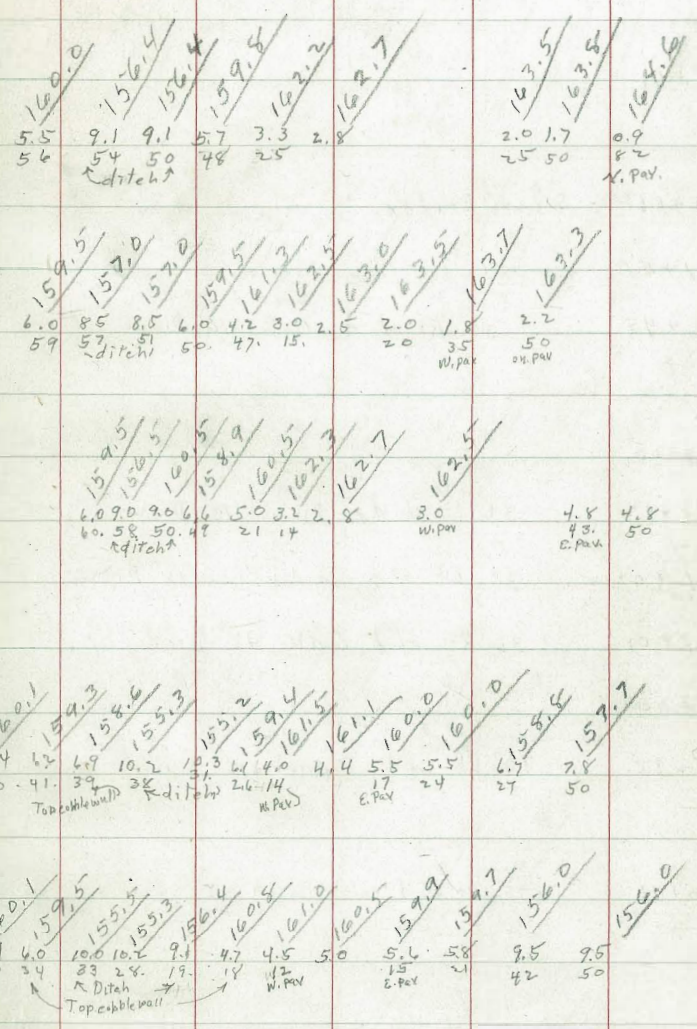 160.0 156.4 156.4 159.8 162.2 162.7 163.5 163.8 164.6
5.5 9.1 9.1 5.7 3.3 2.8 2.0 1.7 0.9
56 54 50 48 25 25 50 82
ditch
159.5 157.0 157.0 159.5 161.3 162.5 163.0 163.5 163.7 163.3
6.0 85 8.5 6.0 4.2 3.0 2.5 2.0 1.8 2.2
59 57 51 50. 47. 15. 20 35 50
ditch W. pav on. pav
159.5 156.5 160.5 158.9 160.5 162.3 162.7 162.5
6.0 9.0 9.0 6.6 5.0 3.2 2.8 3.0 4.8 4.8
60. 58 50. 49 21 14 W. pav 43. 50
ditch E. Pav.
159.3 158.6 155.3 155.2 159.4 161.5 161.1 160.0 160.0 158.8 157.7
6.2 6.9 10.2 10.3 6.1 4.0 4.4 5.5 5.5 6.7 7.8
41. 39 38 ditch 31. 26 14 17 24 27 50
Top cobble wall W. Pav E. Pav
159.5 155.5 155.3 156.4 160.8 161.0 160.5 159.9 159.7 156.0 156.0
6.0 10.0 10.2 9.1 4.7 4.5 5.0 5.6 5.8 9.5 9.5
34 33 28. 19. 18 12 15 21 42 50
Ditch W. pav E. pav
Top cobble wall